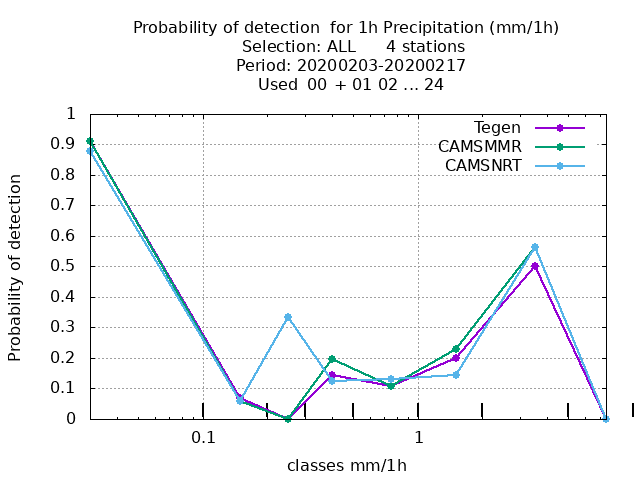 Probability of detection  for 1h Precipitation (mm/1h)
Selection: ALL      4 stations
Period: 20200203-20200217
Used  00  + 01 02 ... 24
Tegen
CAMSMMR
CAMSNRT
1
0.9
0.8
0.7
0.6
0.5
0.4
0.3
0.2
0.1
0
Probability of detection
0.1
1
classes mm/1h